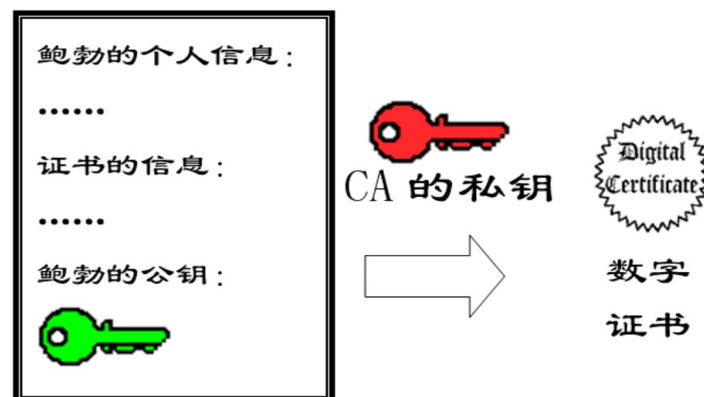 鲍勃的个人信息：
......
证书的信息：
......
鲍勃的公钥：
CA 的私钥
Digital
Certificate
数字
证书